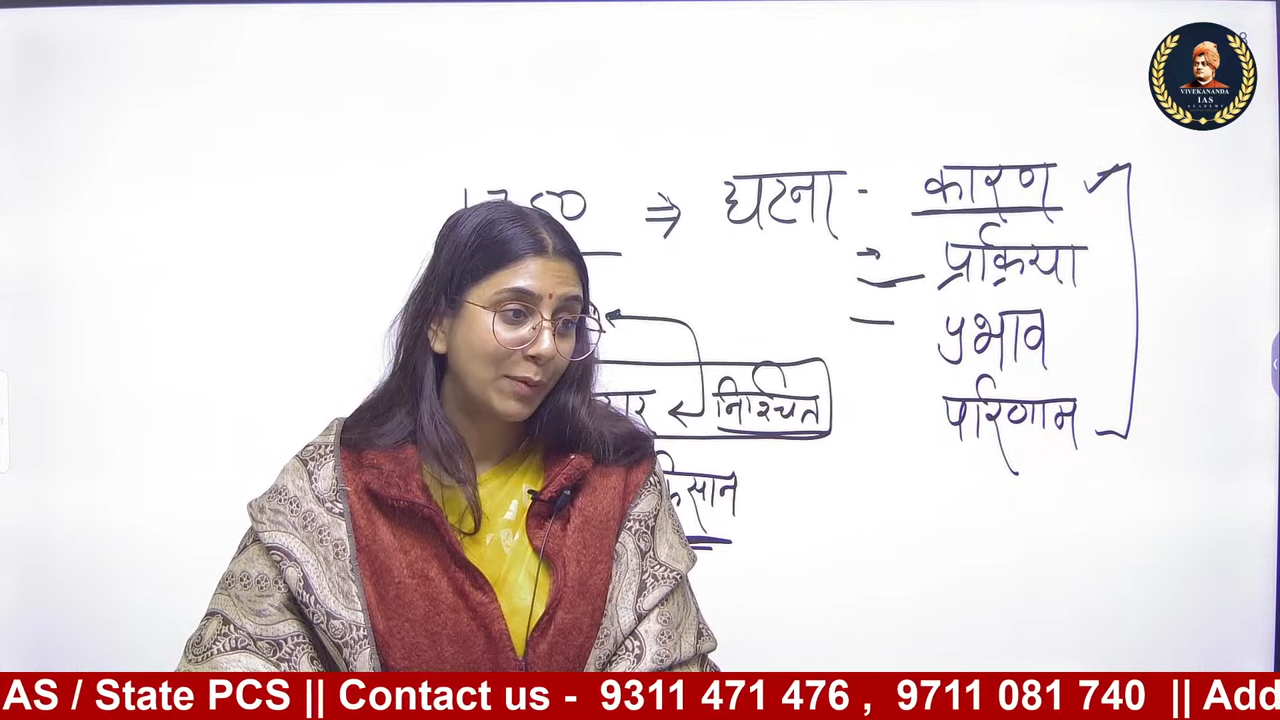 VIVEKANANDA
IAS
ACADEMY
⇒ घटना - कारण
→ प्रक्रिया
— प्रभाव
निश्चित
परिणाम
AS / State PCS || Contact us - 9311 471 476 , 9711 081 740 || Add